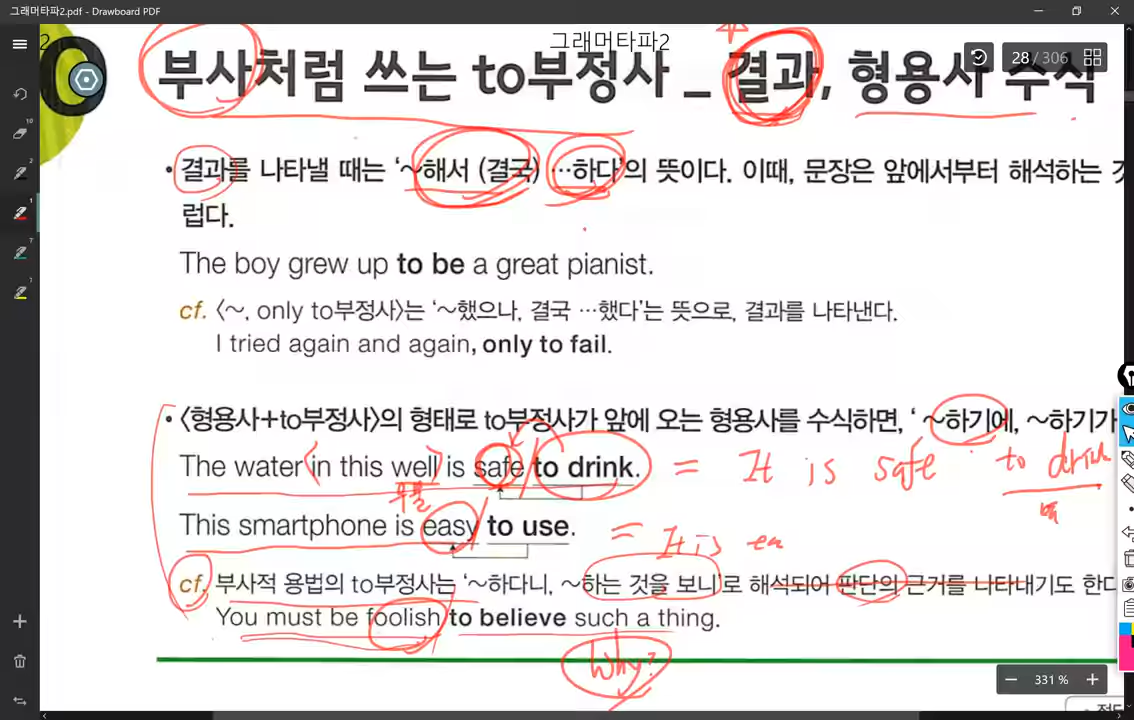 그래머타파2.pdf - Drawboard PDF
2
그래머타파2
28 / 306
부사처럼 쓰는 to부정사 _ 결과, 형용사 수식
• 결과를 나타낼 때는 '~해서 (결국) …하다'의 뜻이다. 이때, 문장은 앞에서부터 해석하는
럽다.
The boy grew up to be a great pianist.
cf. 〈~, only to부정사〉는 '~했으나, 결국 …했다'는 뜻으로, 결과를 나타낸다.
I tried again and again, only to fail.
• 〈형용사+to부정사〉의 형태로 to부정사가 앞에 오는 형용사를 수식하면, '~하기에, ~하기가
The water in this well is safe to drink. = It is safe to drink
우물
This smartphone is easy to use. = It is ea
cf. 부사적 용법의 to부정사는 '~하다니, ~하는 것을 보니'로 해석되어 판단의 근거를 나타내기도 한다
You must be foolish to believe such a thing.
Why?
331 %